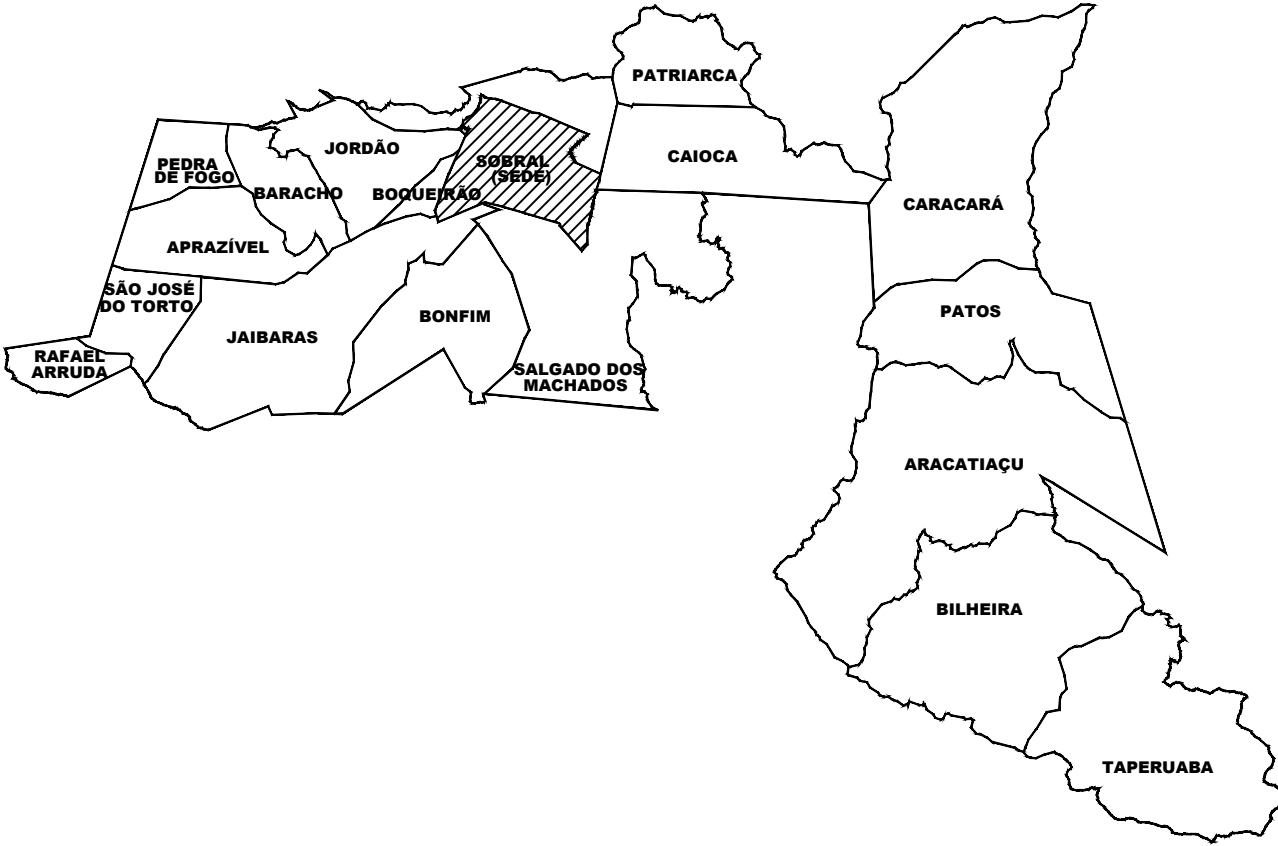 PATRIARCA
JORDÃO
CAIOCA
PEDRA
DE FOGO
SOBRAL
(SEDE)
BARACHO
BOQUEIRÃO
CARACARÁ
APRAZÍVEL
SÃO JOSÉ
DO TORTO
PATOS
BONFIM
JAIBARAS
RAFAEL
ARRUDA
SALGADO DOS
MACHADOS
ARACATIAÇU
BILHEIRA
TAPERUABA